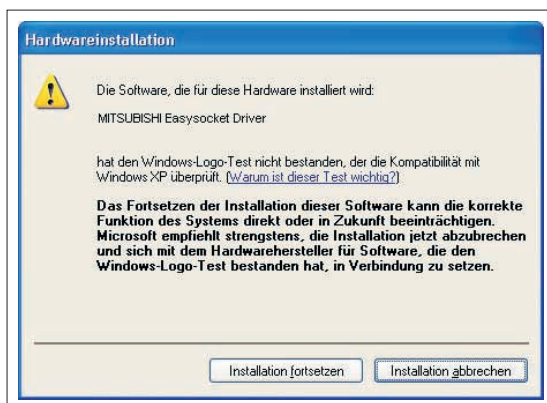 Hardwareinstallation
Die Software, die für diese Hardware installiert wird:
MITSUBISHI Easysocket Driver
hat den Windows-Logo-Test nicht bestanden, der die Kompatibilität mit
Windows XP überprüft. (Warum ist dieser Test wichtig?)
Das Fortsetzen der Installation dieser Software kann die korrekte
Funktion des Systems direkt oder in Zukunft beeinträchtigen.
Microsoft empfiehlt strengstens, die Installation jetzt abzubrechen
und sich mit dem Hardwarehersteller für Software, die den
Windows-Logo-Test bestanden hat, in Verbindung zu setzen.
Installation fortsetzen Installation abbrechen